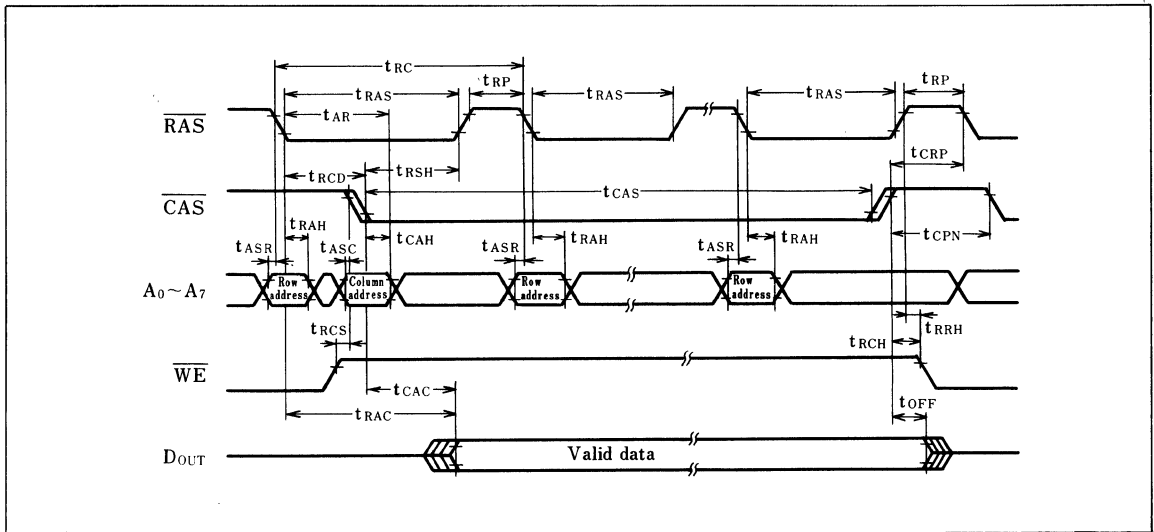 tRC
tRP
tRP
tRAS
tRAS
tRAS
tAR
RAS
tCRP
tRCD
tRSH
tCAS
CAS
tRAH
tCAH
tRAH
tRAH
tCPN
tASR
tASC
tASR
tASR
A0~A7
Row address
Column address
Row address
Row address
tRCS
tRRH
tRCH
WE
tCAC
tOFF
tRAC
DOUT
Valid data